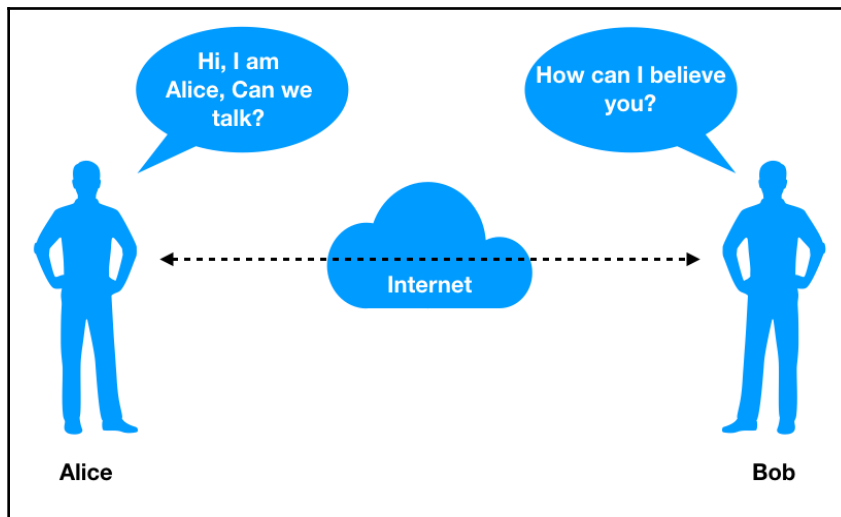 Hi, I am
Alice, Can we
talk?
How can I believe
you?
Internet
Alice
Bob